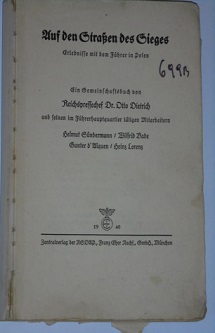 Auf den Straßen des Sieges
Erlebnisse mit dem Führer in Polen
699B
Ein Gemeinschaftsbuch von
Reichspressechef Dr. Otto Dietrich
und seinen im Führerhauptquartier tätigen Mitarbeitern
Helmut Sündermann / Wilfrid Bade
Gunter d'Alquen / Heinz Lorenz
19 40
Zentralverlag der NSDAP., Franz Eher Nachf., GmbH., München